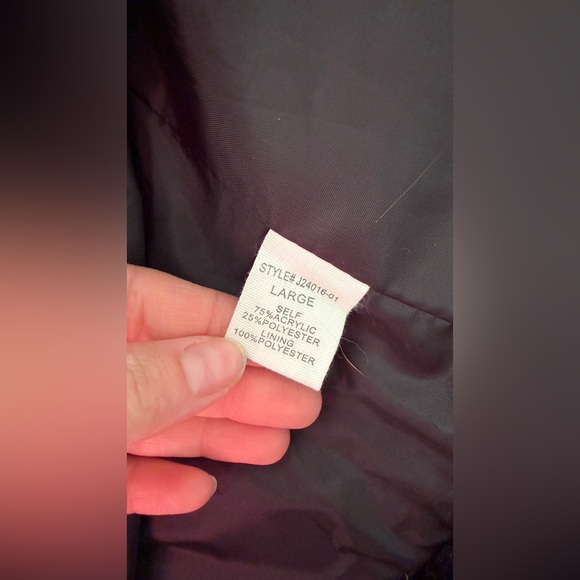 STYLE# J24016-01
LARGE
SELF
75%ACRYLIC
25%POLYESTER
LINING
100%POLYESTER